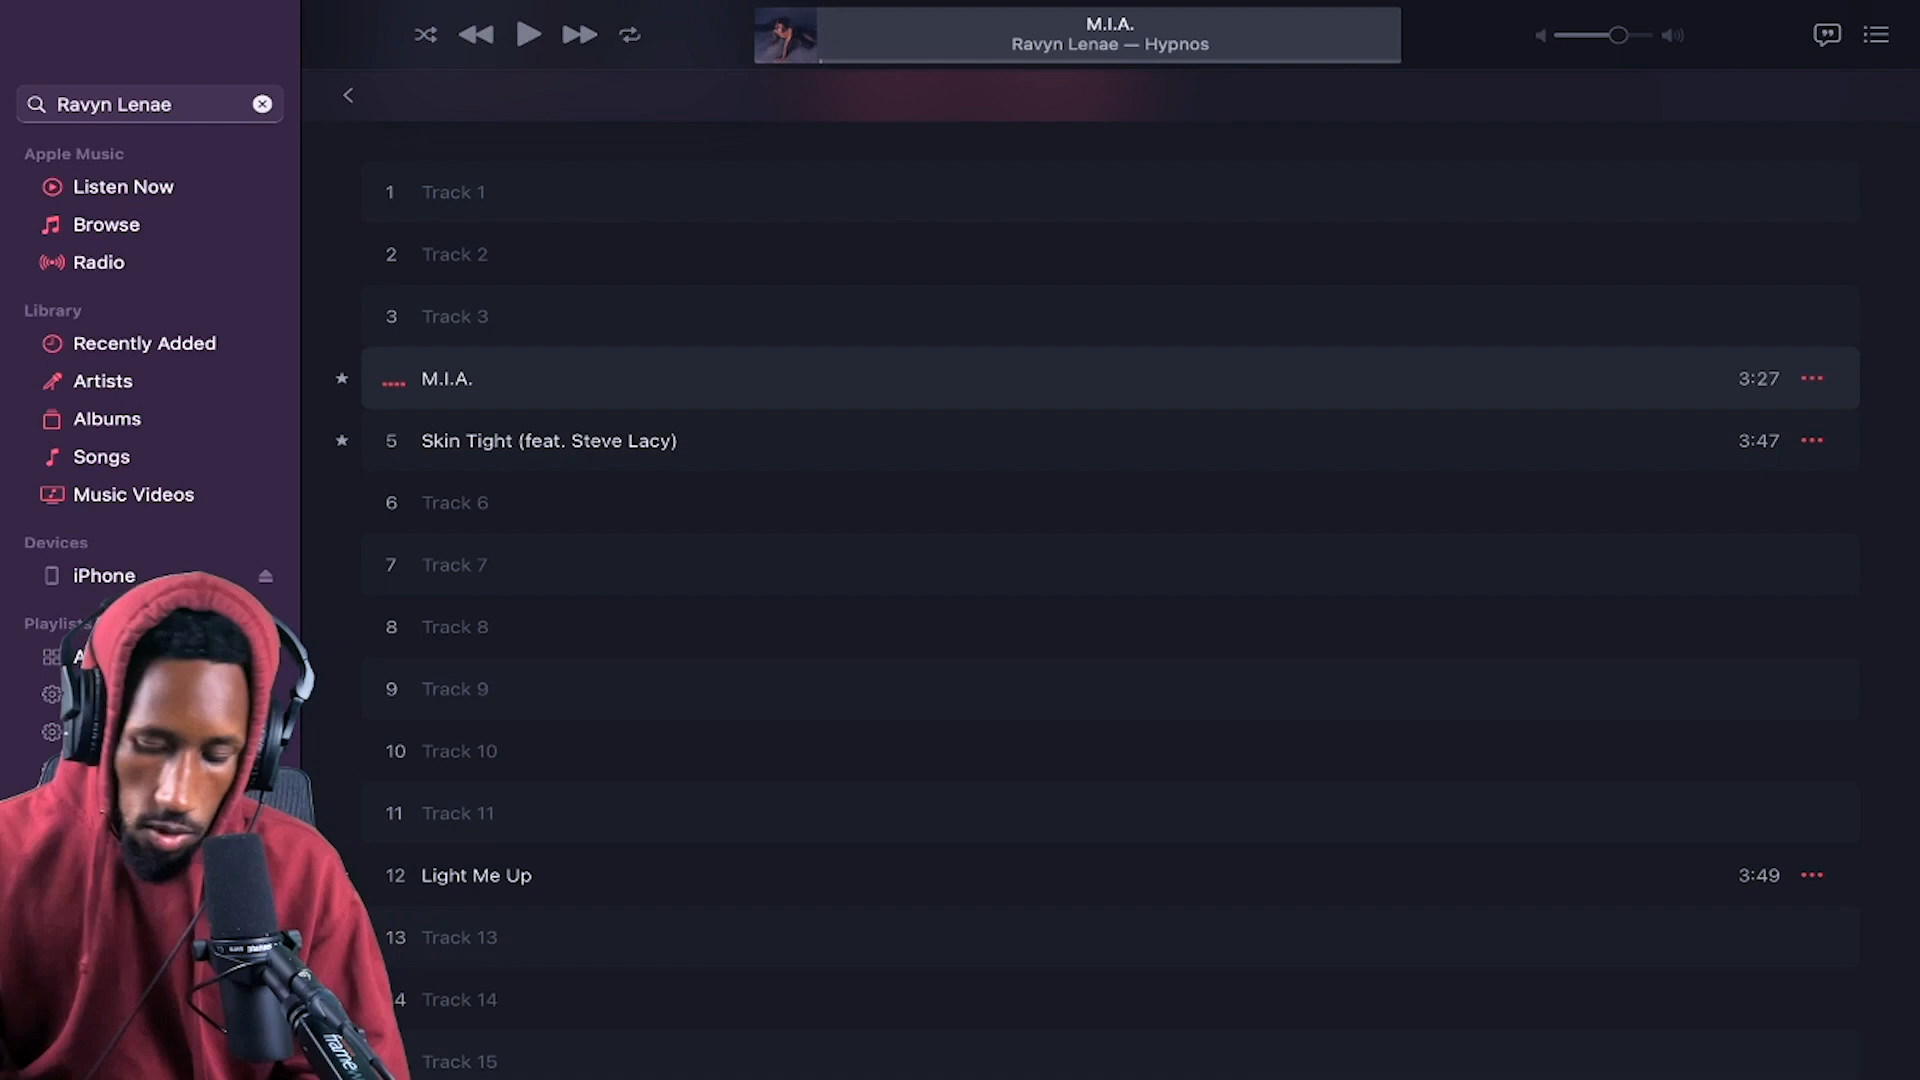 M.I.A.
Ravyn Lenae — Hypnos
Ravyn Lenae
Apple Music
Listen Now
Browse
Radio
Library
Recently Added
Artists
Albums
Songs
Music Videos
Devices
iPhone
Playlists
A
1 Track 1
2 Track 2
3 Track 3
M.I.A. 3:27
5 Skin Tight (feat. Steve Lacy) 3:47
6 Track 6
7 Track 7
8 Track 8
9 Track 9
10 Track 10
11 Track 11
12 Light Me Up 3:49
13 Track 13
4 Track 14
Track 15
frame